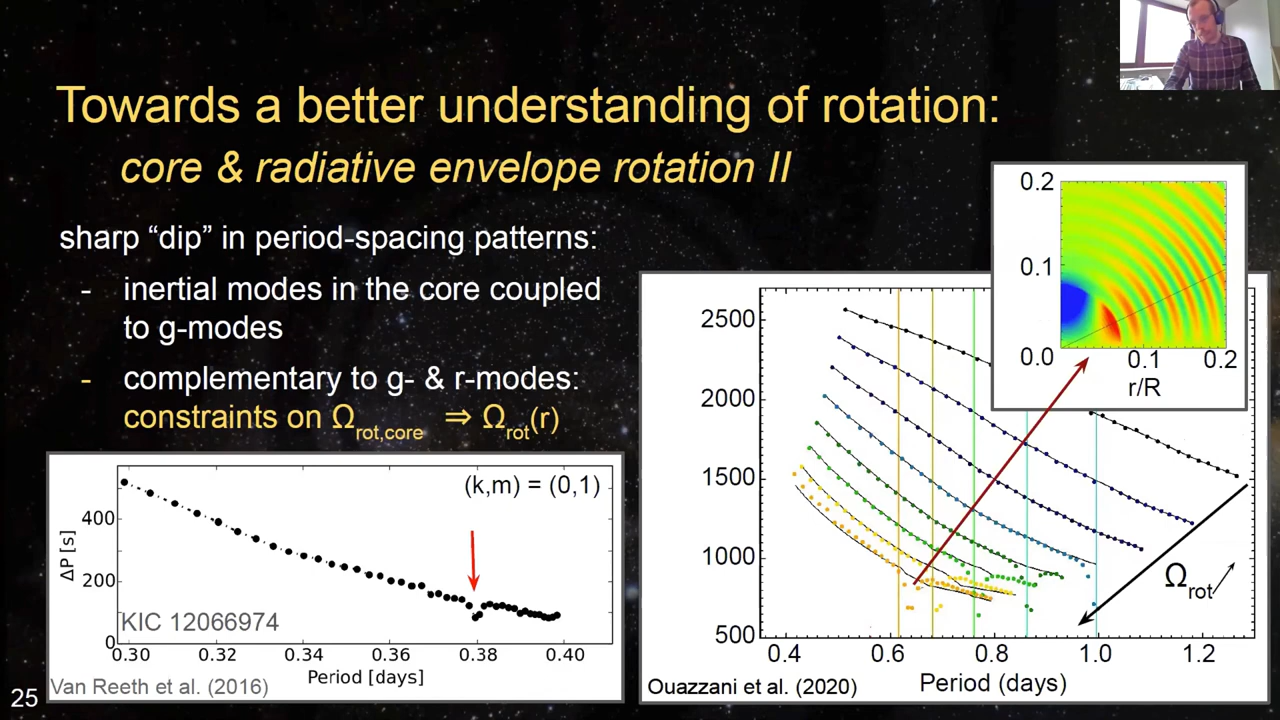 Towards a better understanding of rotation:
core & radiative envelope rotation II
sharp “dip” in period-spacing patterns:
- inertial modes in the core coupled
to g-modes
- complementary to g- & r-modes:
constraints on Ωrot,core ⇒ Ωrot(r)
(k,m) = (0,1)
400
200
0
ΔP [s]
KIC 12066974
0.30 0.32 0.34 0.36 0.38 0.40
Period [days]
Van Reeth et al. (2016)
25
0.2
0.1
0.0
0.1 0.2
r/R
2500
2000
1500
1000
500
Ωrot
0.4 0.6 0.8 1.0 1.2
Ouazzani et al. (2020)
Period (days)